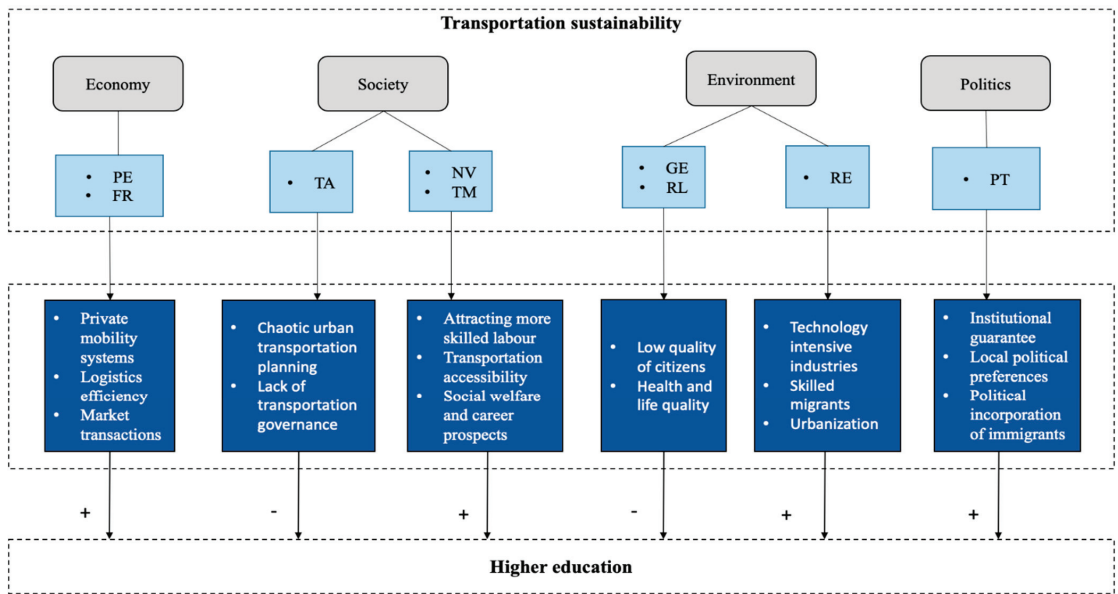 Transportation sustainability
Economy
Society
Environment
Politics
• PE
• FR
• TA
• NV
• TM
• GE
• RL
• RE
• PT
• Private
mobility
systems
• Logistics
efficiency
• Market
transactions
• Chaotic urban
transportation
planning
• Lack of
transportation
governance
• Attracting more
skilled labour
• Transportation
accessibility
• Social welfare
and career
prospects
• Low quality
of citizens
• Health and
life quality
• Technology
intensive
industries
• Skilled
migrants
• Urbanization
• Institutional
guarantee
• Local political
preferences
• Political
incorporation
of immigrants
+
-
+
-
+
+
Higher education